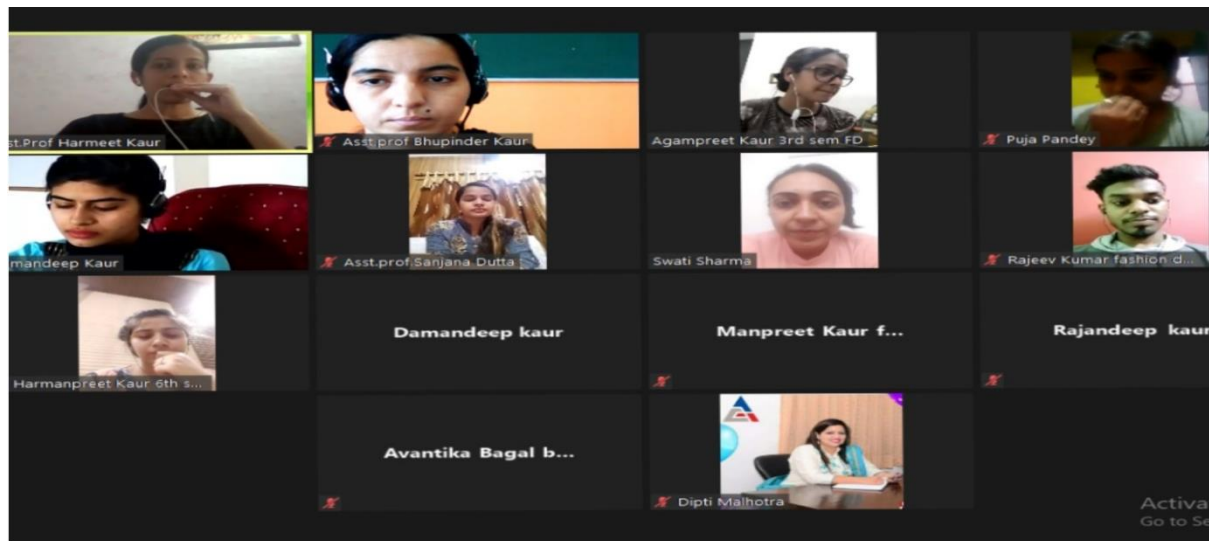 st.Prof Harmeet Kaur
Asst.prof Bhupinder Kaur
Agampreet Kaur 3rd sem FD
Puja Pandey
mandeep Kaur
Asst.prof.Sanjana Dutta
Swati Sharma
Rajeev Kumar fashion d...
Harmanpreet Kaur 6th s...
Damandeep kaur
Manpreet Kaur f...
Rajandeep kaur
Avantika Bagal b...
Dipti Malhotra
Activa
Go to Se